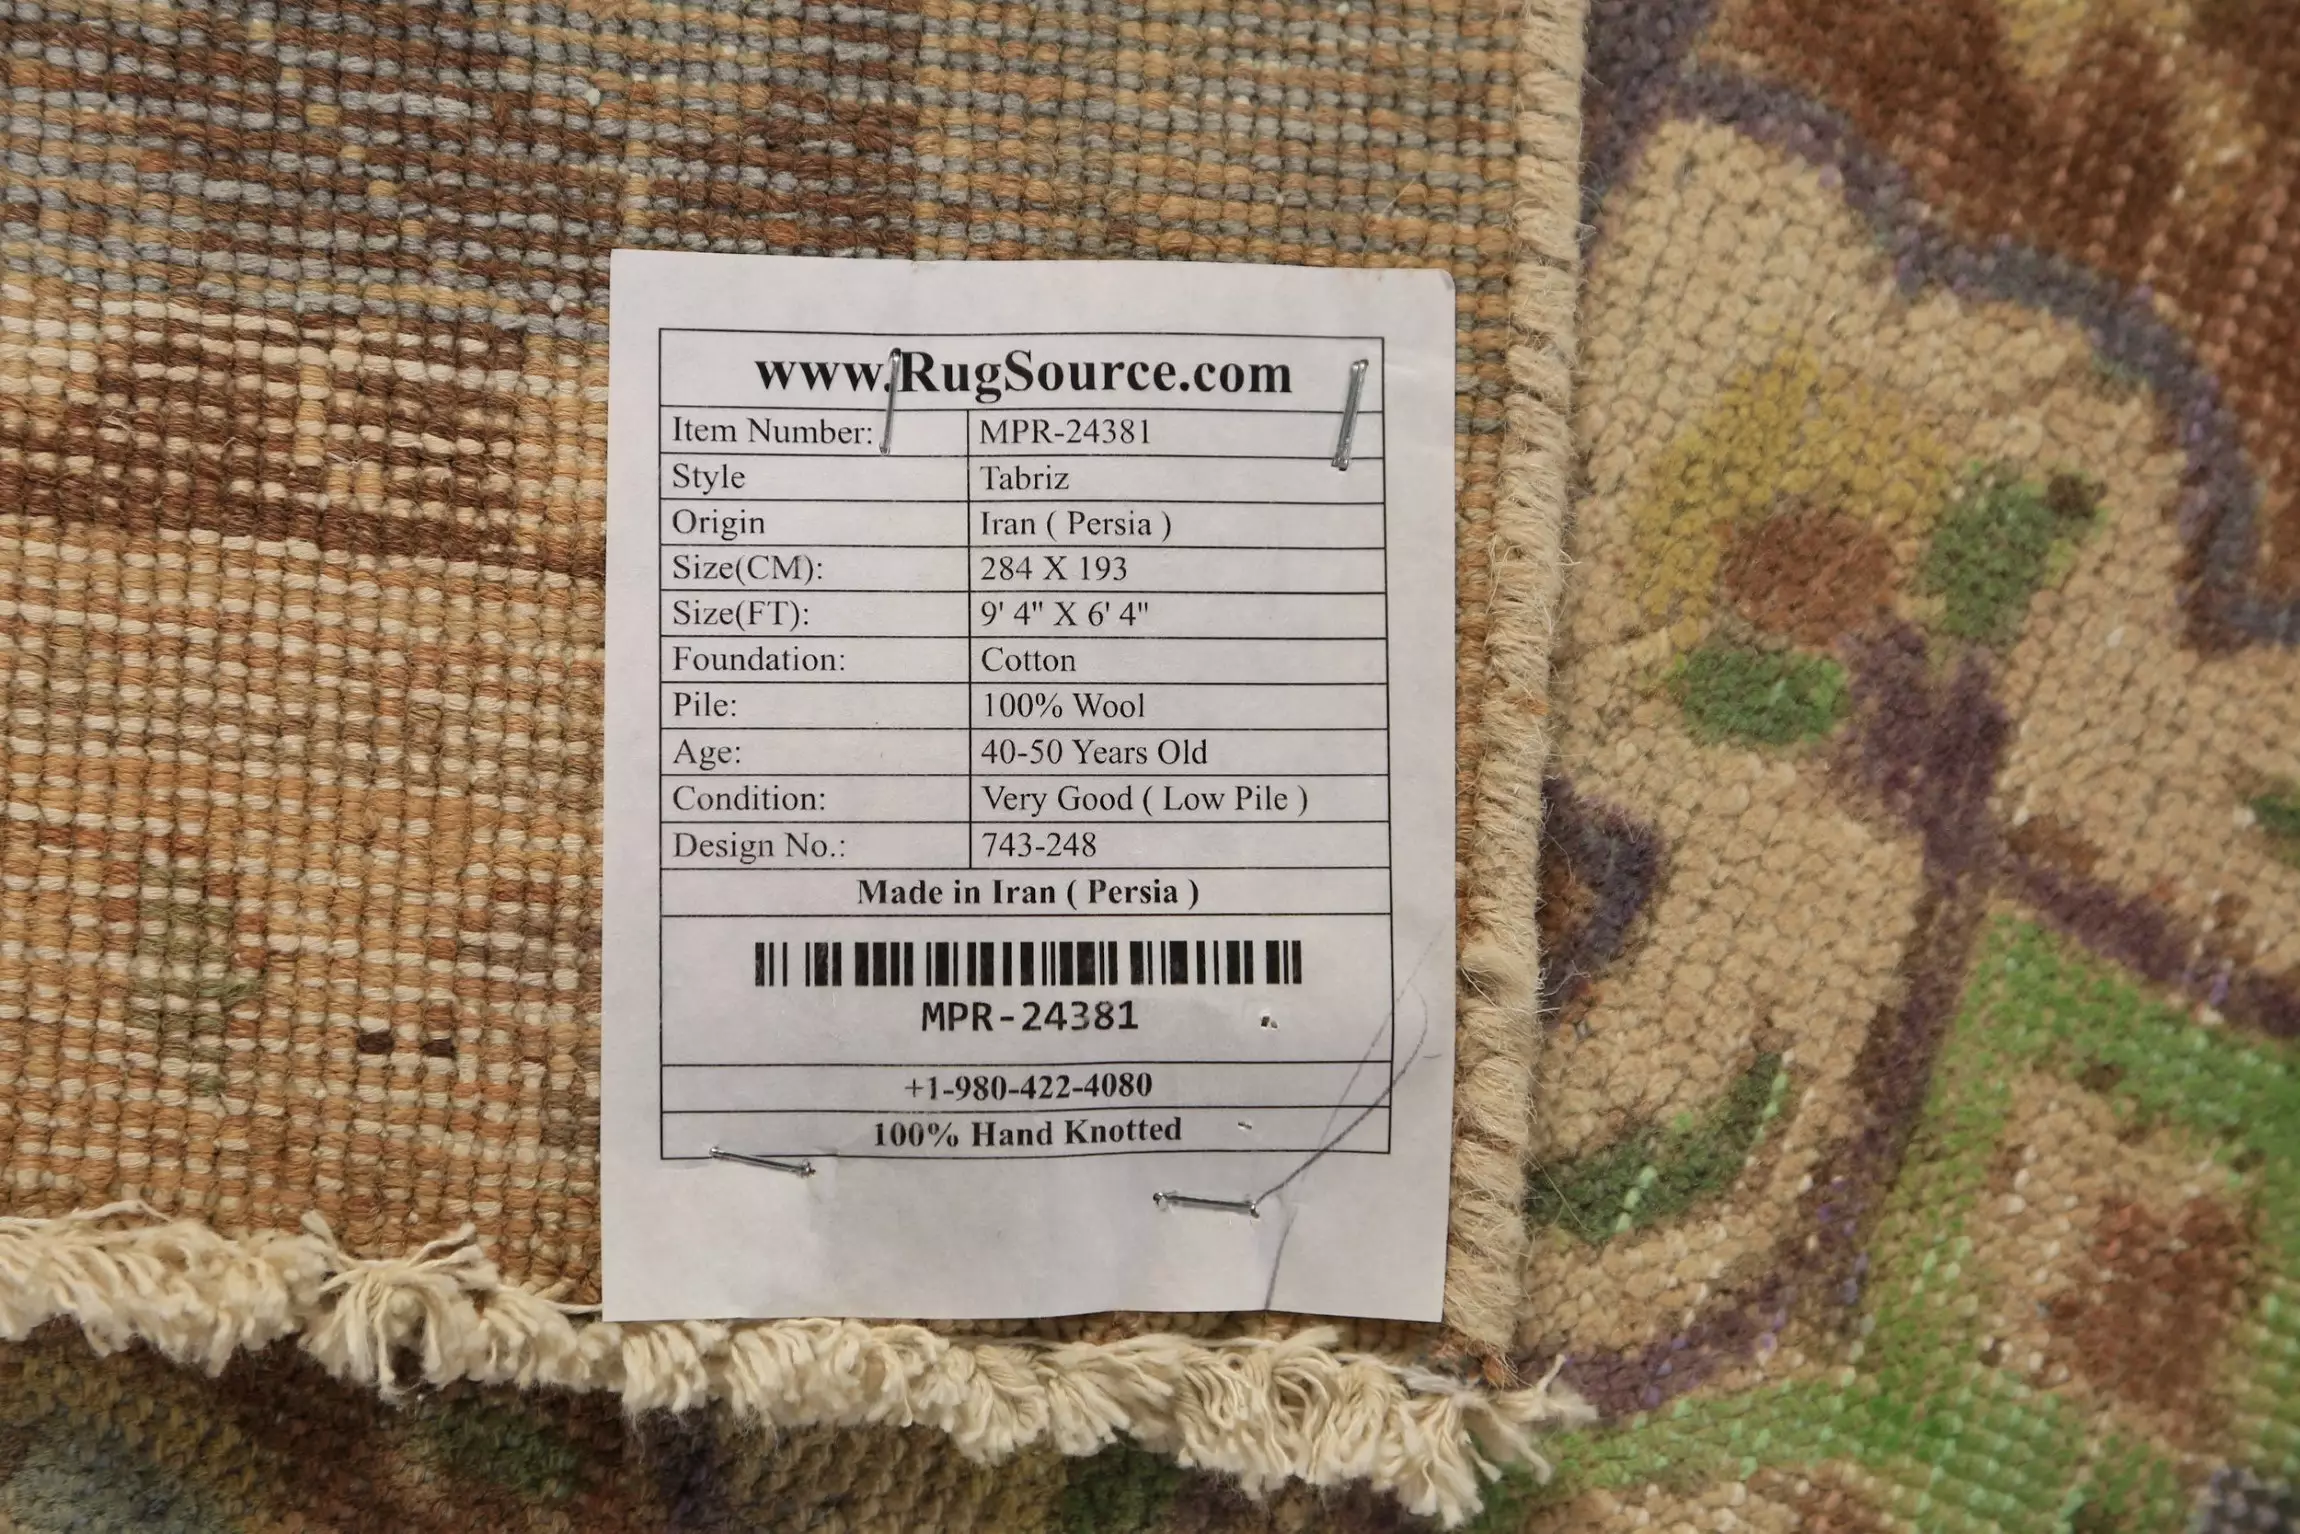 www.RugSource.com
Item Number: MPR-24381
Style Tabriz
Origin Iran ( Persia )
Size(CM): 284 X 193
Size(FT): 9' 4" X 6' 4"
Foundation: Cotton
Pile: 100% Wool
Age: 40-50 Years Old
Condition: Very Good ( Low Pile )
Design No.: 743-248
Made in Iran ( Persia )
MPR-24381
+1-980-422-4080
100% Hand Knotted